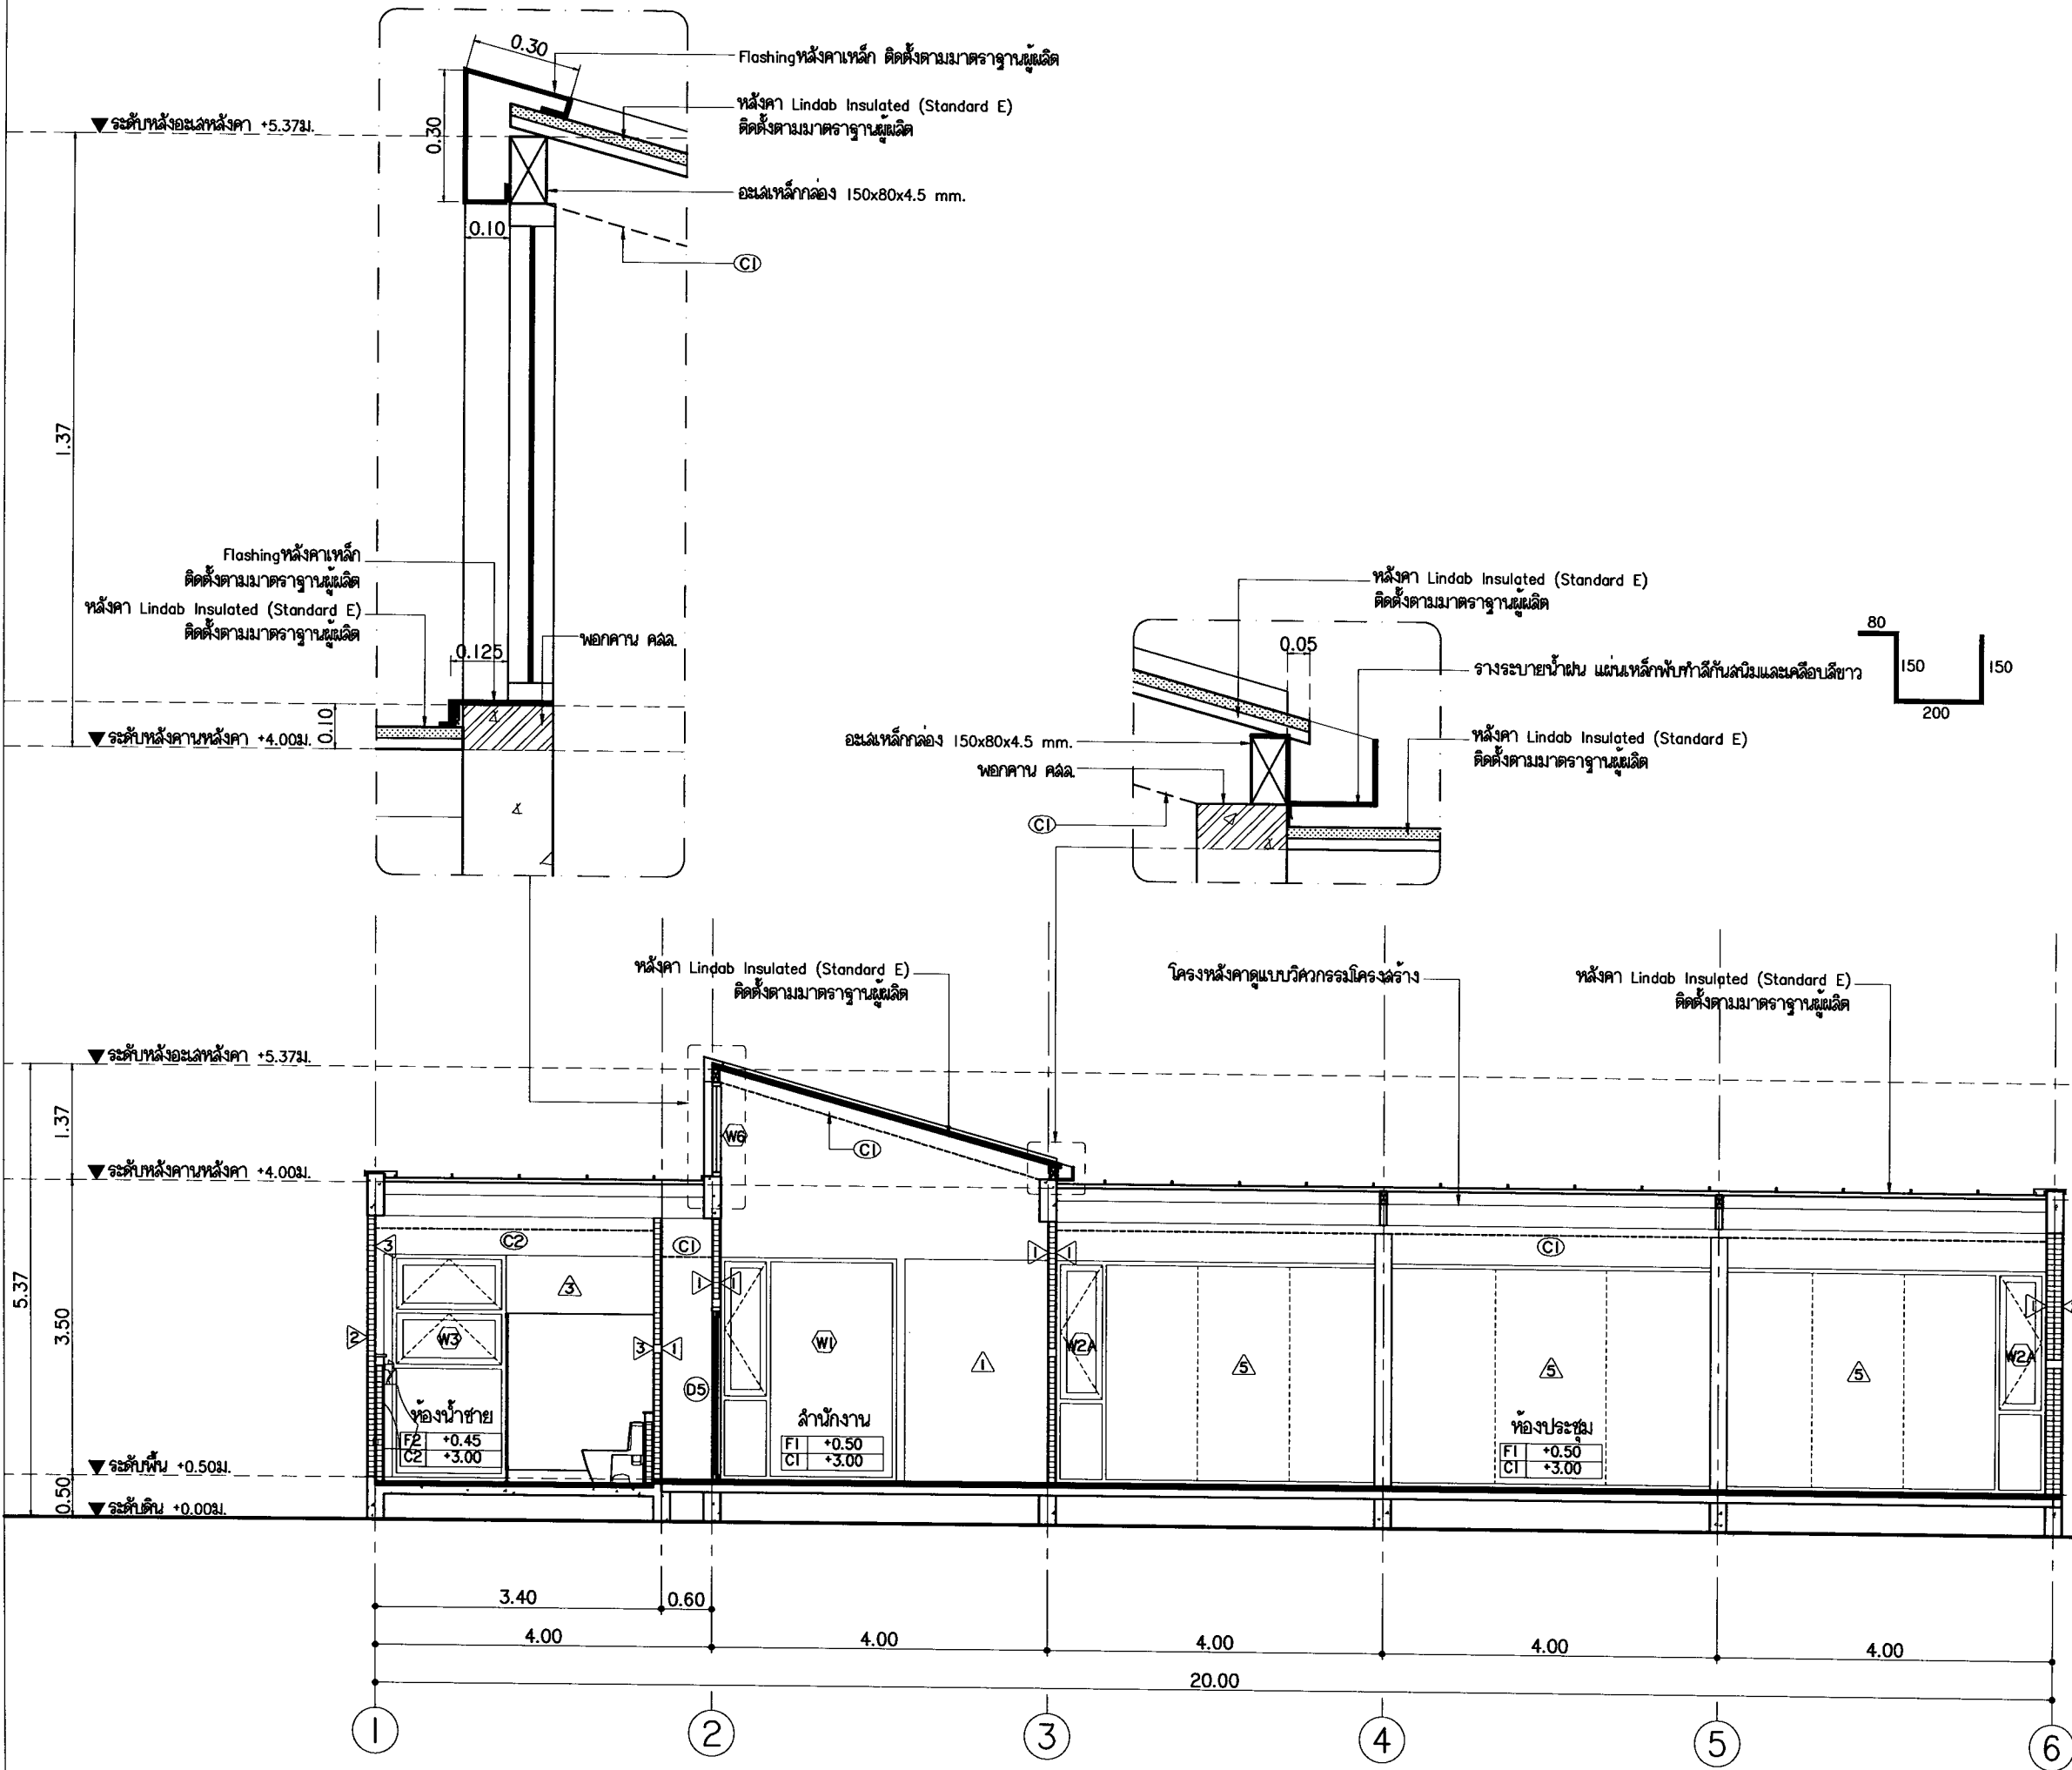 0.30
Flashingหลังคาเหล็ก ติดตั้งตามมาตราฐานผู้ผลิต
หลังคา Lindab Insulated (Standard E)
ติดตั้งตามมาตราฐานผู้ผลิต
ระดับหลังอะเสหลังคา +5.37ม.
0.30
อะเสเหล็กกล่อง 150x80x4.5 mm.
0.10
C1
1.37
Flashingหลังคาเหล็ก
ติดตั้งตามมาตราฐานผู้ผลิต
หลังคา Lindab Insulated (Standard E)
ติดตั้งตามมาตราฐานผู้ผลิต
0.125
พอกคาน คสล.
0.10
ระดับหลังคานหลังคา +4.00ม.
หลังคา Lindab Insulated (Standard E)
ติดตั้งตามมาตราฐานผู้ผลิต
0.05
รางระบายน้ำฝน แผ่นเหล็กพับทำสีกันสนิมและเคลือบสีขาว
80
150
150
200
อะเสเหล็กกล่อง 150x80x4.5 mm.
พอกคาน คสล.
C1
หลังคา Lindab Insulated (Standard E)
ติดตั้งตามมาตราฐานผู้ผลิต
หลังคา Lindab Insulated (Standard E)
ติดตั้งตามมาตราฐานผู้ผลิต
โครงหลังคาดูแบบวิศวกรรมโครงสร้าง
หลังคา Lindab Insulated (Standard E)
ติดตั้งตามมาตราฐานผู้ผลิต
ระดับหลังอะเสหลังคา +5.37ม.
1.37
W6
C1
ระดับหลังคานหลังคา +4.00ม.
5.37
3.50
3
C2
C1
1
1
C1
3
1
1
1
2
W3
3
1
W1
1
W2A
5
5
5
W2A
D5
ห้องน้ำชาย
F2 +0.45
C2 +3.00
สำนักงาน
F1 +0.50
C1 +3.00
ห้องประชุม
F1 +0.50
C1 +3.00
ระดับพื้น +0.50ม.
0.50
ระดับดิน +0.00ม.
3.40 0.60
4.00 4.00 4.00 4.00 4.00
20.00
1 2 3 4 5 6